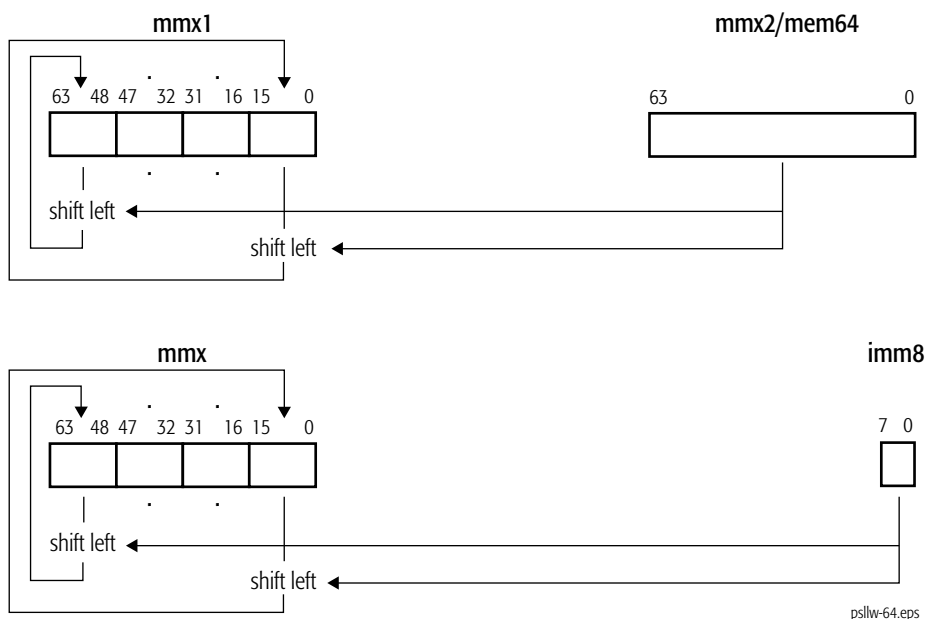 mmx1 mmx2/mem64
. .
63 48 47 32 31 16 15 0 63 0
. .
shift left
shift left
mmx imm8
. .
63 48 47 32 31 16 15 0 7 0
. .
shift left
shift left
psllw-64.eps